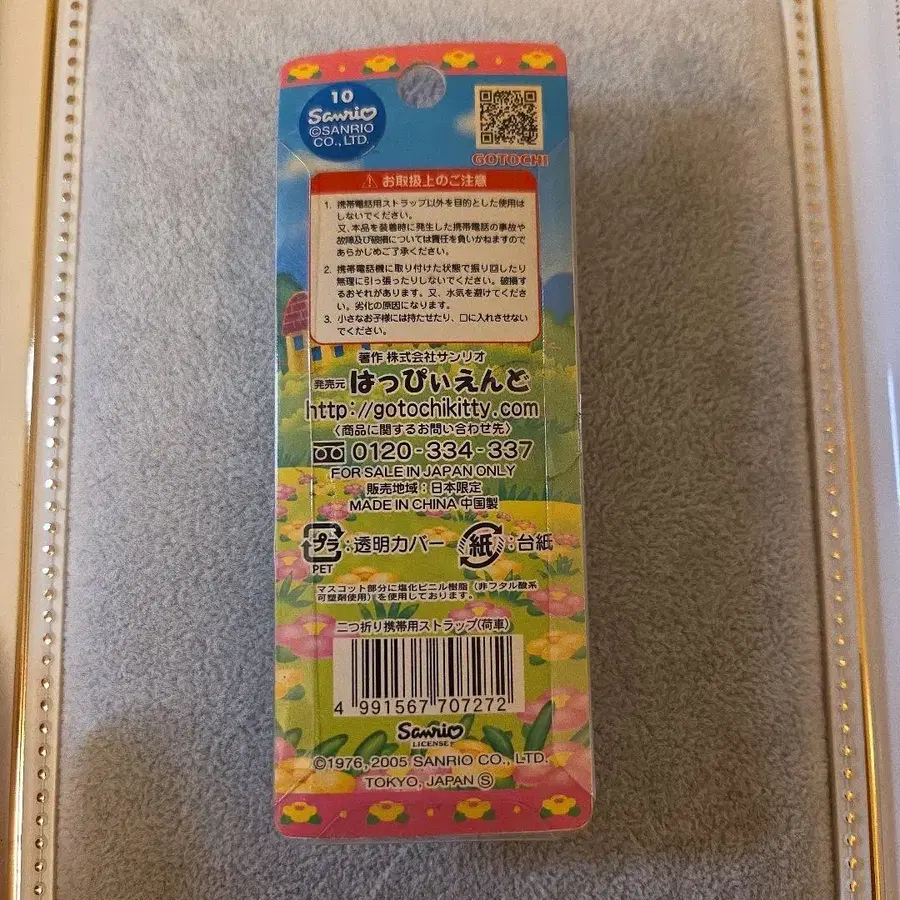 10
Sanrio
©SANRIO
CO., LTD.
GOTOCHI
⚠ お取扱上のご注意
1. 携帯電話用ストラップ以外を目的とした使用は
しないでください。
又、本品を装着時に発生した携帯電話の事故や
故障及び破損については責任を負いかねますので
あらかじめご了承ください。
2. 携帯電話機に取り付けた状態で振り回したり
無理に引っ張ったりしないでください。破損す
るおそれがあります。又、水気を避けてくださ
い。劣化の原因になります。
3. 小さなお子様には持たせたり、口に入れさせない
でください。
著作 株式会社サンリオ
発売元 はっぴぃえんど
http://gotochikitty.com
〈商品に関するお問い合わせ先〉
0120-334-337
FOR SALE IN JAPAN ONLY
販売地域：日本限定
MADE IN CHINA 中国製
プラ:透明カバー 紙:台紙
PET
マスコット部分に塩化ビニル樹脂（非フタル酸系
可塑剤使用）を使用しております。
二つ折り携帯用ストラップ(荷車)
4 991567 707272
Sanrio
LICENSE
©1976, 2005 SANRIO CO., LTD.
TOKYO, JAPAN Ⓢ